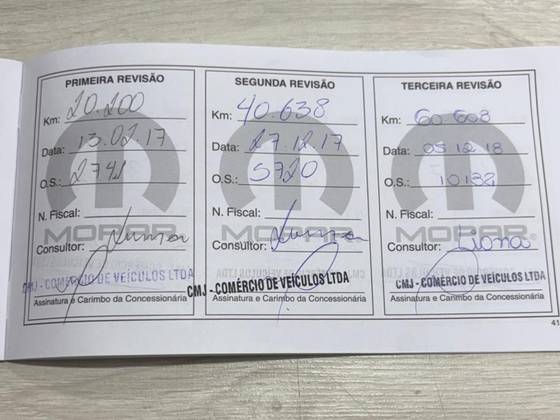 PRIMEIRA REVISÃO
Km: 20.200
Data: 13.02.17
O.S.: 2741
N. Fiscal:
MOPAR
Consultor:
CMJ - COMÉRCIO DE VEÍCULOS LTDA
Assinatura e Carimbo da Concessionária
SEGUNDA REVISÃO
Km: 40.638
Data: 27.12.17
O.S.: 5720
N. Fiscal:
MOPAR
Consultor:
CMJ - COMÉRCIO DE VEÍCULOS LTDA
Assinatura e Carimbo da Concessionária
TERCEIRA REVISÃO
Km: 60.608
Data: 05.12.18
O.S.:
N. Fiscal:
MOPAR
Consultor:
CMJ - COMÉRCIO DE VEÍCULOS LTDA
Assinatura e Carimbo da Concessionária
41